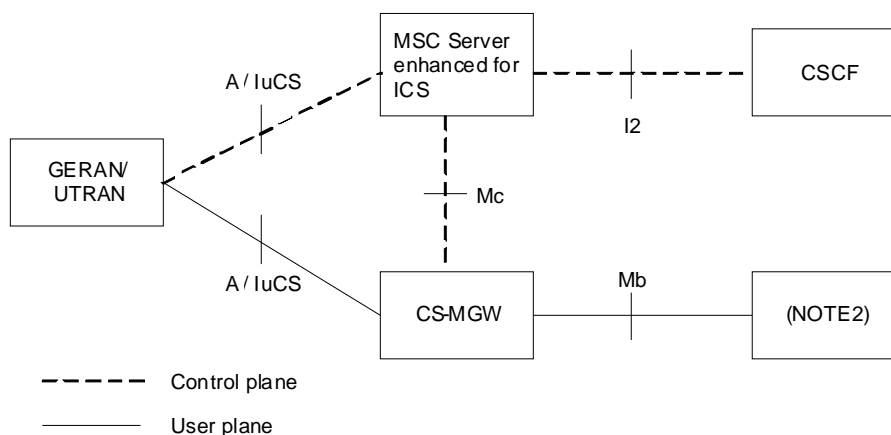 MSC Server
enhanced for
ICS
CSCF
A / IuCS
I2
GERAN/
UTRAN
Mc
A / IuCS
Mb
CS-MGW
(NOTE2)
Control plane
User plane